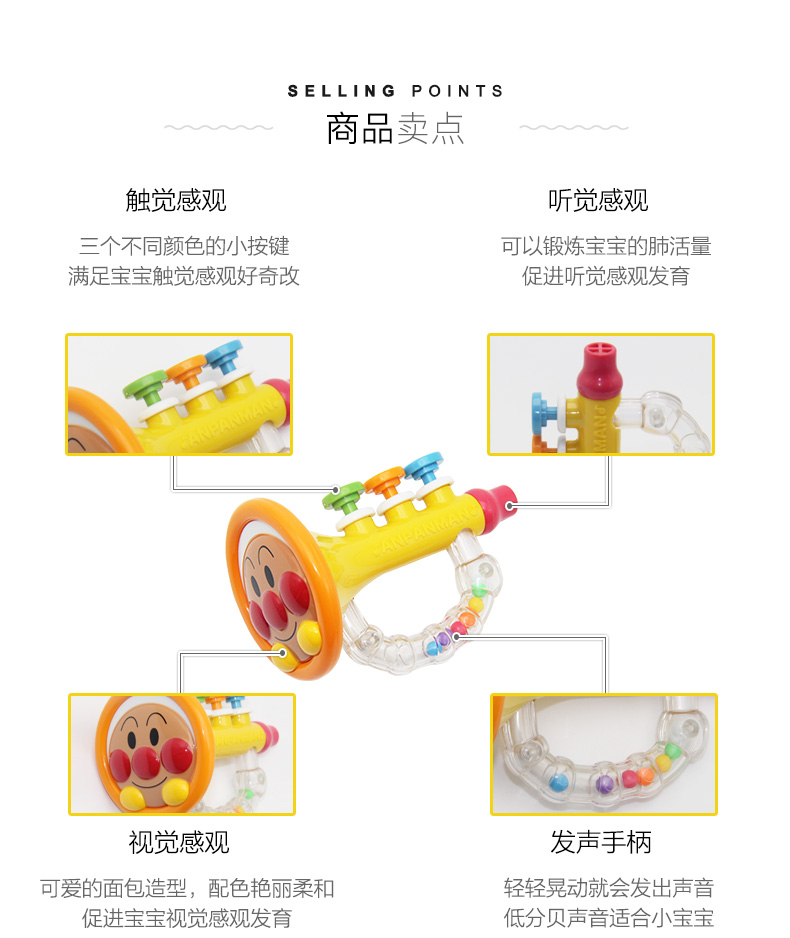 SELLING POINTS
商品卖点
触觉感观
三个不同颜色的小按键
满足宝宝触觉感观好奇改
听觉感观
可以锻炼宝宝的肺活量
促进听觉感观发育
ANPANMAN
MAN
ANPANMAN
视觉感观
可爱的面包造型，配色艳丽柔和
促进宝宝视觉感观发育
发声手柄
轻轻晃动就会发出声音
低分贝声音适合小宝宝